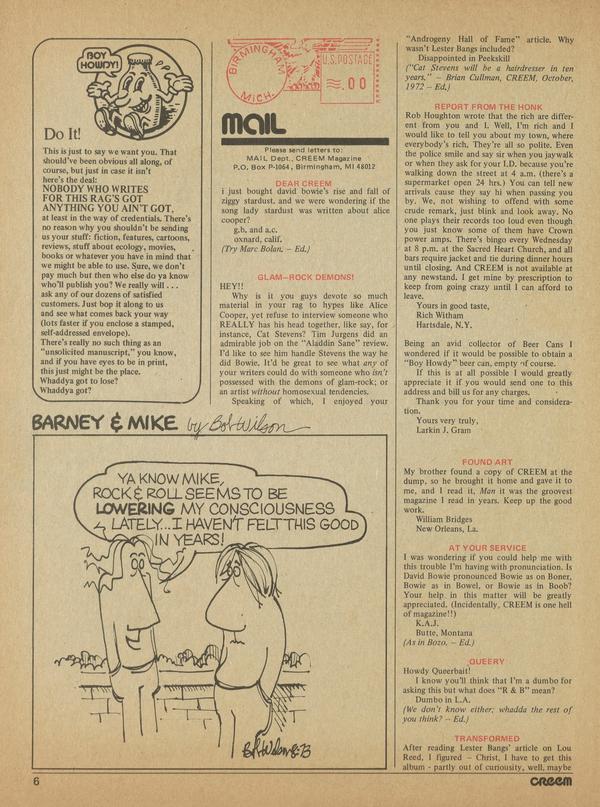 BOY
HOWDY!
Do It!
This is just to say we want you. That
should've been obvious all along, of
course, but just in case it isn't
here's the deal:
NOBODY WHO WRITES
FOR THIS RAG'S GOT
ANYTHING YOU AIN'T GOT,
at least in the way of credentials. There's
no reason why you shouldn't be sending
us your stuff: fiction, features, cartoons,
reviews, stuff about ecology, movies,
books or whatever you have in mind that
we might be able to use. Sure, we don't
pay much but then who else do ya know
who'll publish you? We really will . . .
ask any of our dozens of satisfied
customers. Just bop it along to us
and see what comes back your way
(lots faster if you enclose a stamped,
self-addressed envelope).
There's really no such thing as an
"unsolicited manuscript," you know,
and if you have eyes to be in print,
this just might be the place.
Whaddya got to lose?
Whaddya got?
BARNEY & MIKE by Bob Wilson
YA KNOW MIKE,
ROCK & ROLL SEEMS TO BE
LOWERING MY CONSCIOUSNESS
LATELY...I HAVEN'T FELT THIS GOOD
IN YEARS!
Bob Wilson 8-73
BIRMINGHAM
MICH.
U.S. POSTAGE
.00
MAIL
Please send letters to:
MAIL Dept., CREEM Magazine
P.O. Box P-1064, Birmingham, MI 48012
DEAR CREEM
i just bought david bowie's rise and fall of
ziggy stardust. and we were wondering if the
song lady stardust was written about alice
cooper?
g.b. and a.c.
oxnard, calif.
(Try Marc Bolan. – Ed.)
GLAM-ROCK DEMONS!
HEY!!
Why is it you guys devote so much
material in your rag to hypes like Alice
Cooper, yet refuse to interview someone who
REALLY has his head together, like say, for
instance, Cat Stevens? Tim Jurgens did an
admirable job on the "Aladdin Sane" review.
I'd like to see him handle Stevens the way he
did Bowie. It'd be great to see what any of
your writers could do with someone who isn't
possessed with the demons of glam-rock; or
an artist without homosexual tendencies.
Speaking of which, I enjoyed your
"Androgeny Hall of Fame" article. Why
wasn't Lester Bangs included?
Disappointed in Peekskill
("Cat Stevens will be a hairdresser in ten
years." – Brian Cullman, CREEM, October,
1972 – Ed.)
REPORT FROM THE HONK
Rob Houghton wrote that the rich are differ-
ent from you and I. Well, I'm rich and I
would like to tell you about my town, where
everybody's rich. They're all so polite. Even
the police smile and say sir when you jaywalk
or when they ask for your I.D. because you're
walking down the street at 4 a.m. (there's a
supermarket open 24 hrs.) You can tell new
arrivals cause they say hi when passing you
by. We, not wishing to offend with some
crude remark, just blink and look away. No
one plays their records too loud even though
you just know some of them have Crown
power amps. There's bingo every Wednesday
at 8 p.m. at the Sacred Heart Church, and all
bars require jacket and tie during dinner hours
until closing. And CREEM is not available at
any newstand. I get mine by prescription to
keep from going crazy until I can afford to
leave.
Yours in good taste,
Rich Witham
Hartsdale, N.Y.
Being an avid collector of Beer Cans I
wondered if it would be possible to obtain a
"Boy Howdy" beer can, empty of course.
If this is at all possible I would greatly
appreciate it if you would send one to this
address and bill us for any charges.
Thank you for your time and considera-
tion.
Yours very truly,
Larkin J. Gram
FOUND ART
My brother found a copy of CREEM at the
dump, so he brought it home and gave it to
me, and I read it. Man it was the groovest
magazine I read in years. Keep up the good
work.
William Bridges
New Orleans, La.
AT YOUR SERVICE
I was wondering if you could help me with
this trouble I'm having with pronunciation. Is
David Bowie pronounced Bowie as on Boner,
Bowie as in Bowel, or Bowie as in Boob?
Your help in this matter will be greatly
appreciated. (Incidentally, CREEM is one hell
of magazine!!)
K.A.J.
Butte, Montana
(As in Bozo. – Ed.)
QUEERY
Howdy Queerbait!
I know you'll think that I'm a dumbo for
asking this but what does "R & B" mean?
Dumbo in L.A.
(We don't know either; whadda the rest of
you think? – Ed.)
TRANSFORMED
After reading Lester Bangs' article on Lou
Reed, I figured – Christ, I have to get this
album - partly out of curiousity, well, maybe
6
CREEM